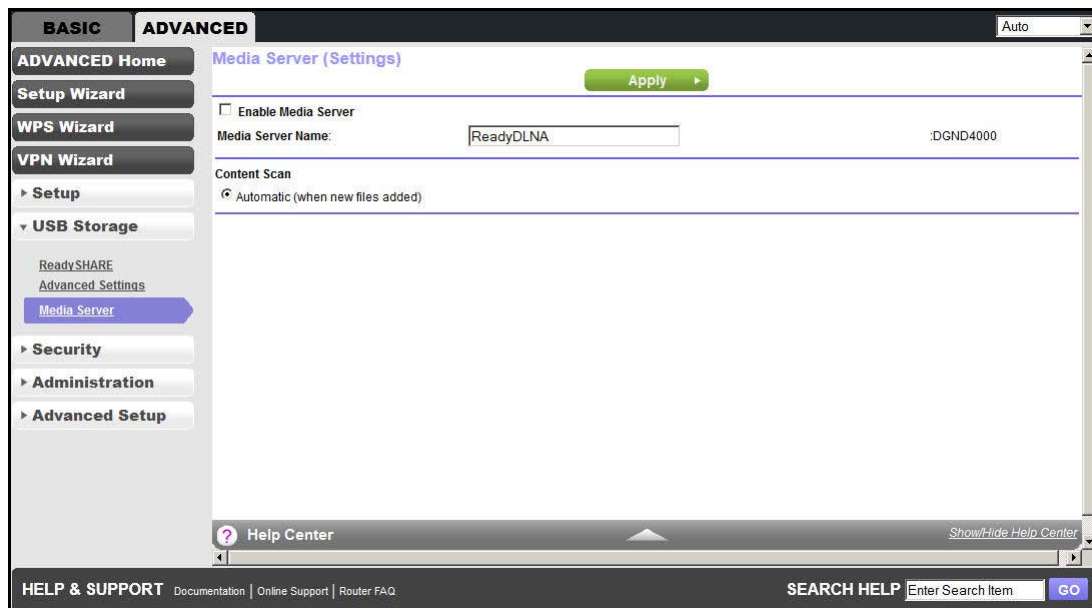 BASIC
ADVANCED
Auto
ADVANCED Home
Setup Wizard
WPS Wizard
VPN Wizard
Setup
USB Storage
ReadySHARE
Advanced Settings
Media Server
Security
Administration
Advanced Setup
Media Server (Settings)
Apply
Enable Media Server
Media Server Name: ReadyDLNA :DGND4000
Content Scan
Automatic (when new files added)
Help Center Show/Hide Help Center
HELP & SUPPORT Documentation | Online Support | Router FAQ SEARCH HELP Enter Search Item GO